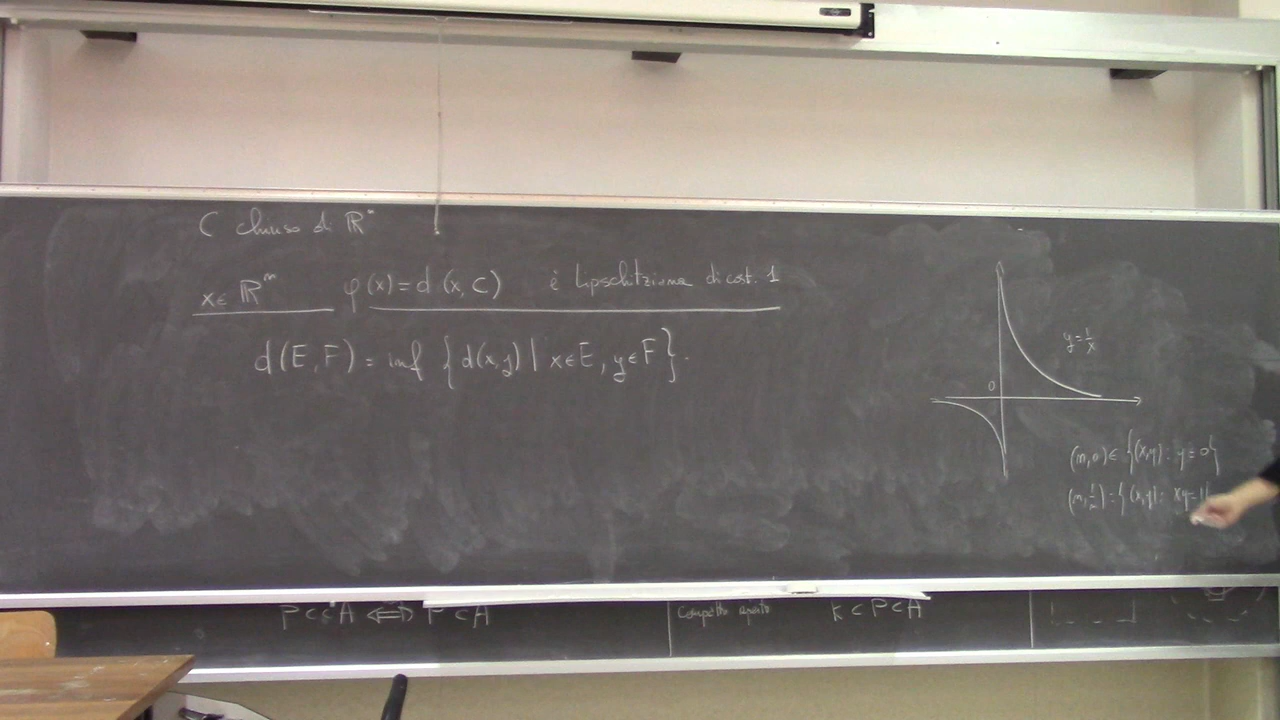 C chiuso di ℝⁿ
x∈ ℝⁿ φ(x) = d(x, C) è lipschitziana di cost. 1
d(E, F) = inf {d(x,y) | x∈E, y∈F}.
y = 1/x
0
(n,0) ∈ {(x,y): y=0}
(n, 1/n) = {(x,y): xy=1}
P⊂⊂A ⟺ P⊂A
Compatto aperto K⊂P⊂A